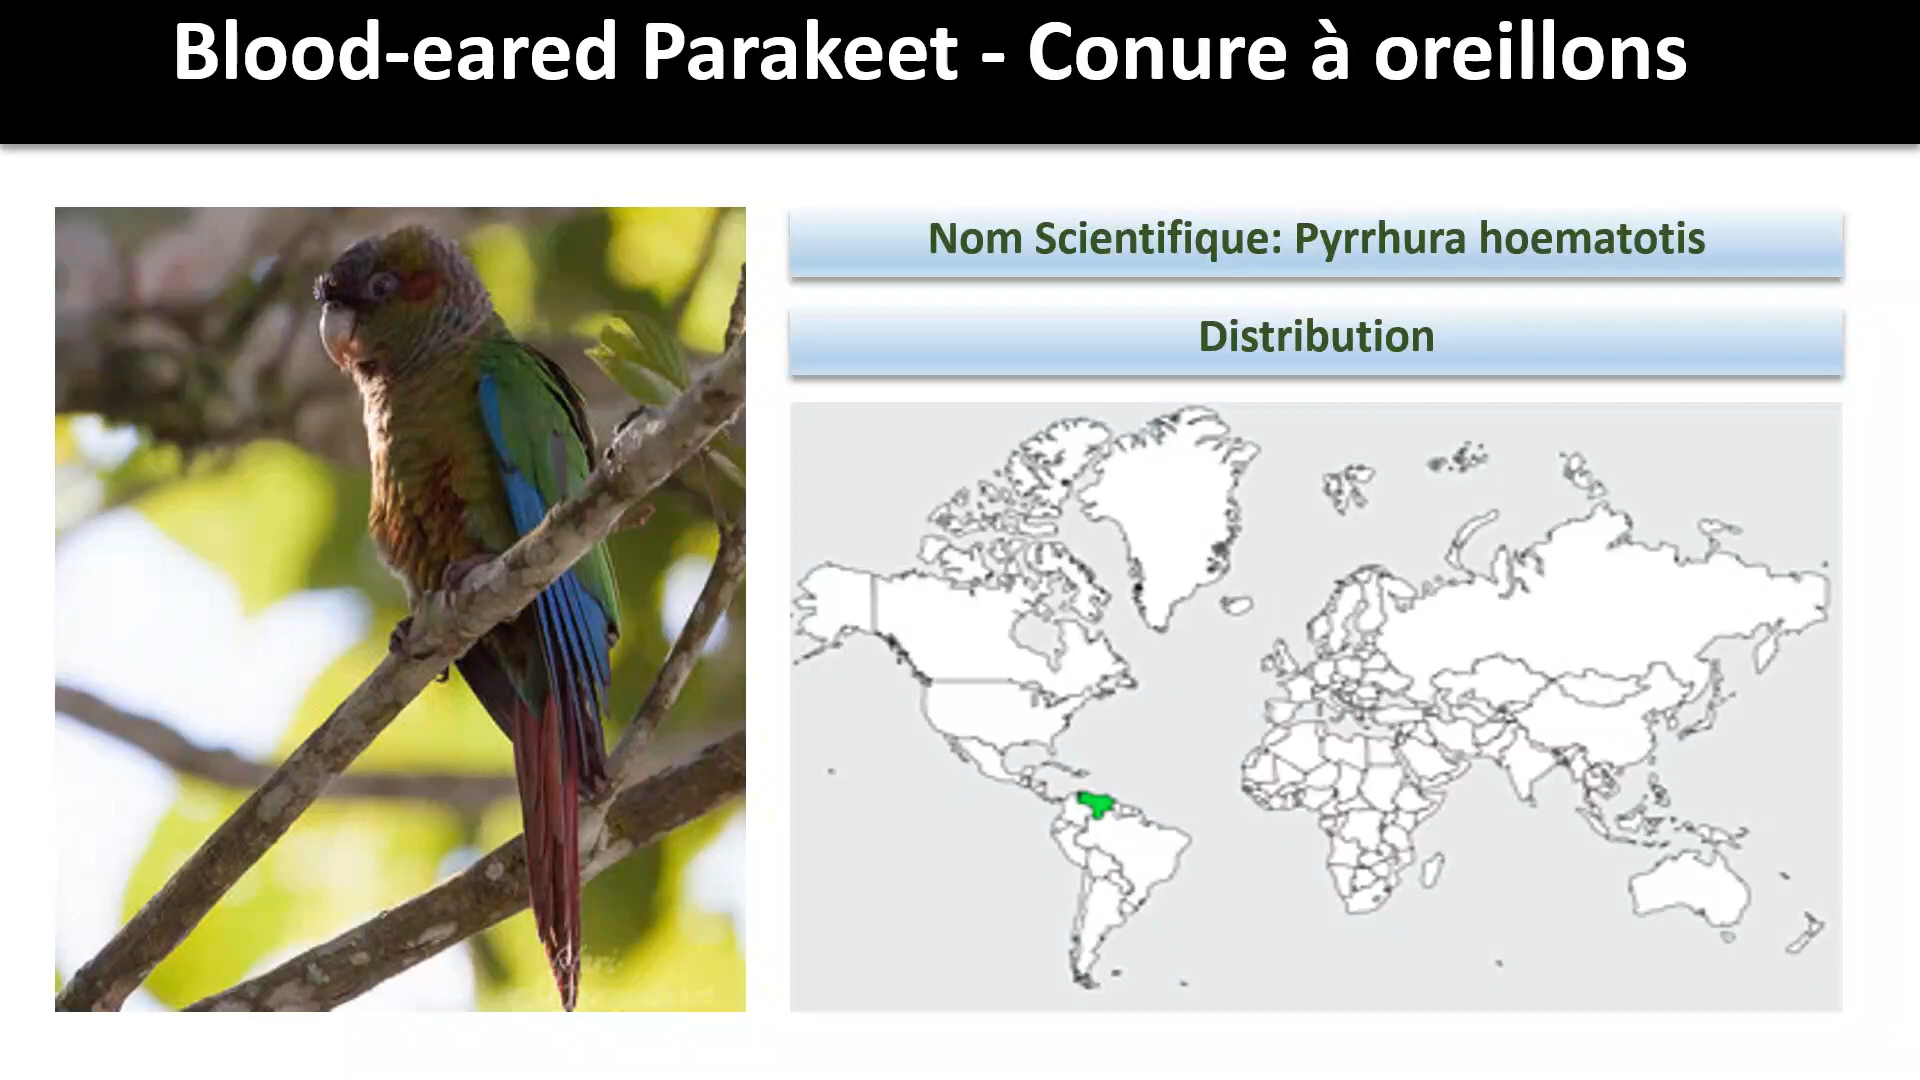 Blood-eared Parakeet - Conure à oreillons
Nom Scientifique: Pyrrhura hoematotis
Distribution